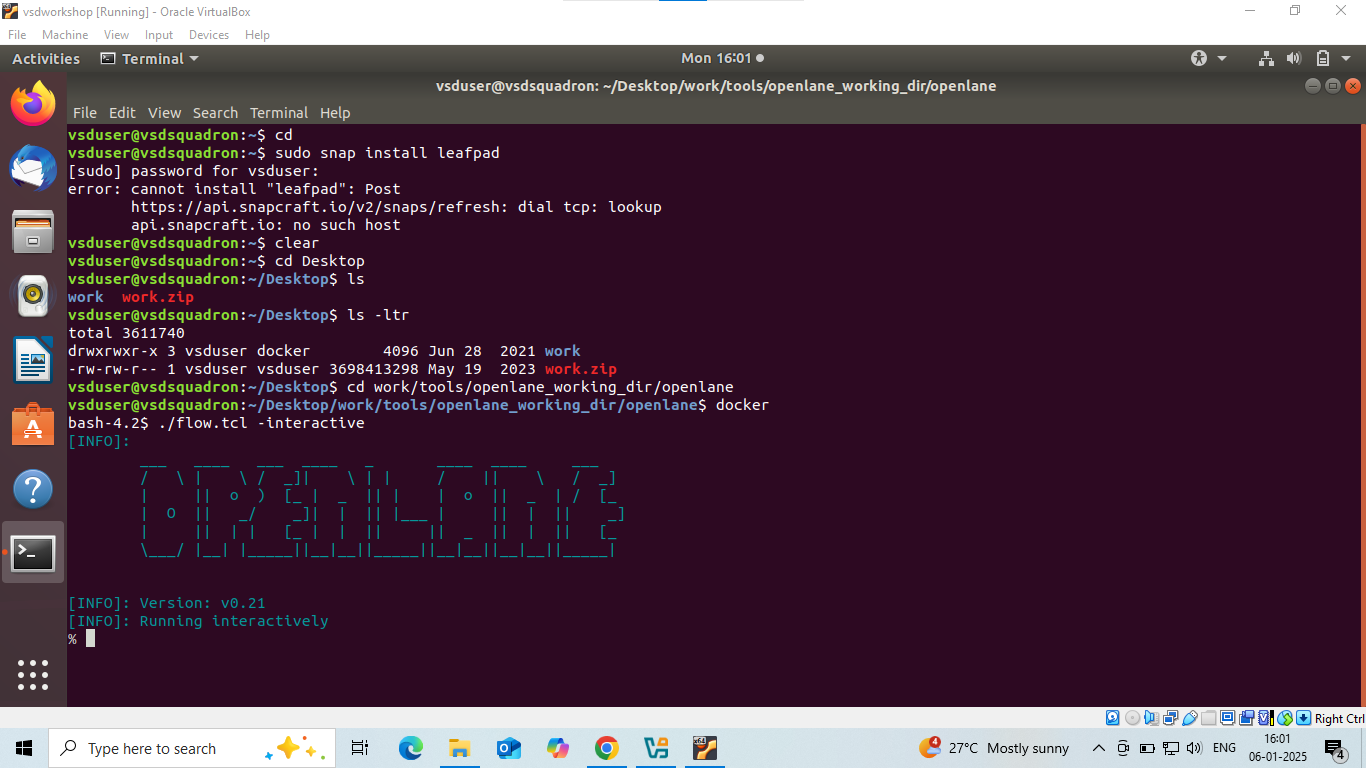 vsdworkshop [Running] - Oracle VirtualBox
File Machine View Input Devices Help
Activities Terminal Mon 16:01
vsduser@vsdsquadron: ~/Desktop/work/tools/openlane_working_dir/openlane
File Edit View Search Terminal Help
vsduser@vsdsquadron:~$ cd
vsduser@vsdsquadron:~$ sudo snap install leafpad
[sudo] password for vsduser:
error: cannot install "leafpad": Post
https://api.snapcraft.io/v2/snaps/refresh: dial tcp: lookup
api.snapcraft.io: no such host
vsduser@vsdsquadron:~$ clear
vsduser@vsdsquadron:~$ cd Desktop
vsduser@vsdsquadron:~/Desktop$ ls
work work.zip
vsduser@vsdsquadron:~/Desktop$ ls -ltr
total 3611740
drwxrwxr-x 3 vsduser docker 4096 Jun 28 2021 work
-rw-rw-r-- 1 vsduser vsduser 3698413298 May 19 2023 work.zip
vsduser@vsdsquadron:~/Desktop$ cd work/tools/openlane_working_dir/openlane
vsduser@vsdsquadron:~/Desktop/work/tools/openlane_working_dir/openlane$ docker
bash-4.2$ ./flow.tcl -interactive
[INFO]:
OPENLANE
[INFO]: Version: v0.21
[INFO]: Running interactively
%
Right Ctrl
Type here to search
27°C Mostly sunny
ENG
16:01
06-01-2025
4